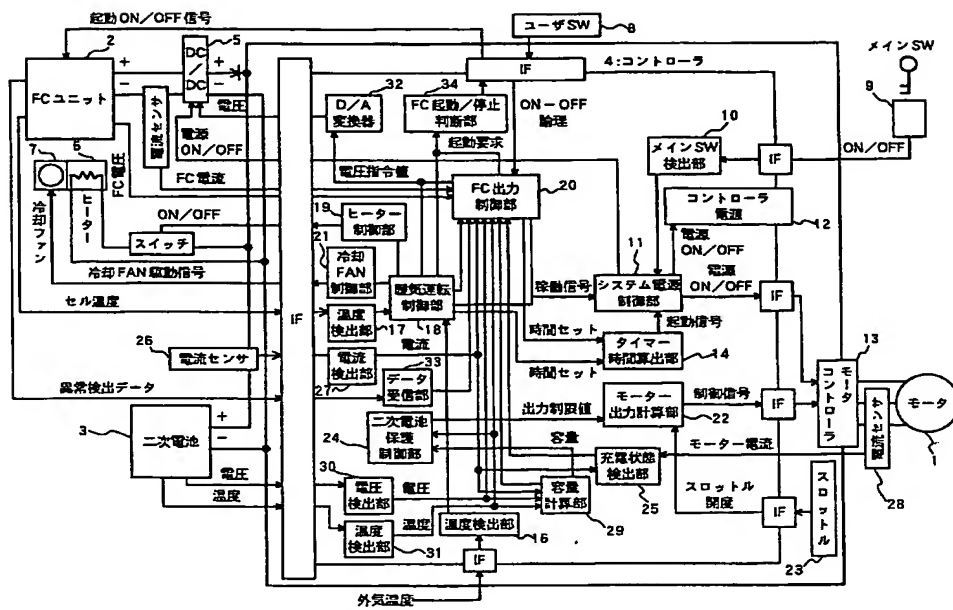 起動ON/OFF信号
ユーザSW
8
メインSW
2
FCユニット
+
-
5
DC/DC
電圧
IF
4:コントローラ
9
32
D/A
変換器
34
FC起動/停止
判断部
ON-OFF
論理
起動要求
10
メインSW
検出部
IF
ON/OFF
電流センサ
電源
ON/OFF
電圧指令値
FC電流
FC電圧
7
6
冷却ファン
ヒーター
ON/OFF
スイッチ
冷却FAN駆動信号
セル温度
IF
19
ヒーター
制御部
21
冷却
FAN
制御部
暖気運転
制御部
18
温度
検出部
17
FC出力
制御部
20
コントローラ
電源
12
電源
ON/OFF
11
システム電源
制御部
稼働信号
電源
ON/OFF
IF
起動信号
時間セット
タイマー
時間算出部
14
時間セット
26
電流センサ
電流
検出部
27
電流
33
データ
受信部
異常検出データ
13
モータ
コントローラ
モータ
1
電流センサ
28
モーター
出力計算部
22
制御信号
IF
出力制限値
3
二次電池
+
-
電圧
温度
二次電池
保護
制御部
24
容量
充電状態
検出部
25
モーター電流
30
電圧
検出部
電圧
容量
計算部
29
スロットル
開度
IF
スロットル
23
温度
検出部
31
温度
温度検出部
16
IF
外気温度